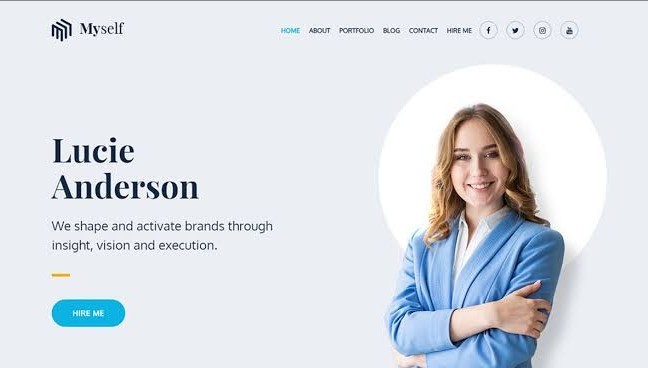 Myself
HOME ABOUT PORTFOLIO BLOG CONTACT HIRE ME
Lucie
Anderson
We shape and activate brands through
insight, vision and execution.
HIRE ME